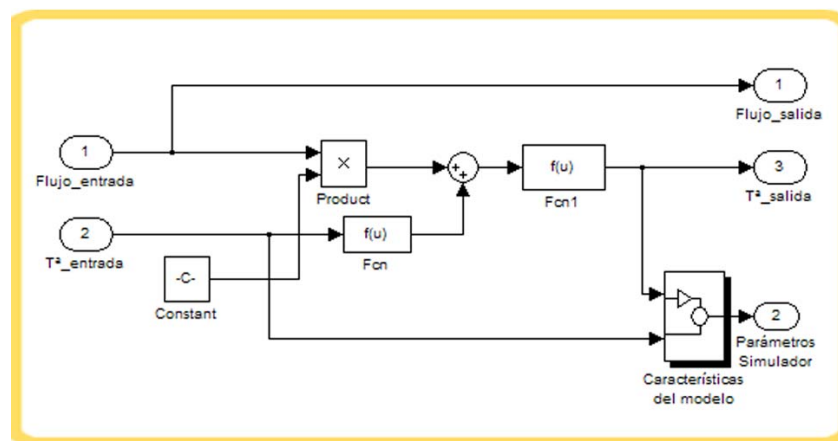 1
Flujo_salida
1
Flujo_entrada
×
Product
+
+
f(u)
Fcn1
3
Tª_salida
2
Tª_entrada
f(u)
Fcn
-C-
Constant
2
Parámetros
Simulador
Características
del modelo